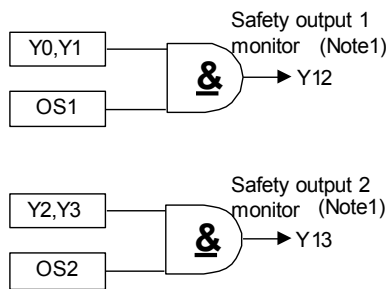 Safety output 1
monitor (Note1)
Y0,Y1
&
Y12
OS1
Safety output 2
monitor (Note1)
Y2,Y3
&
Y13
OS2